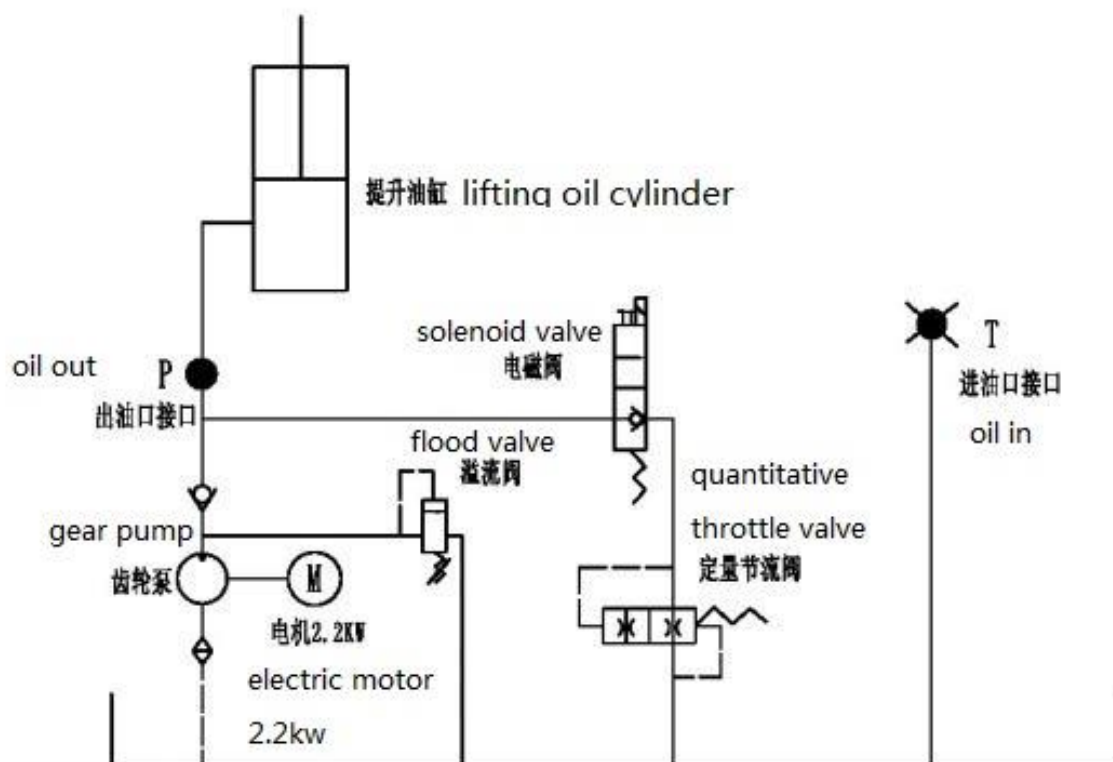 提升油缸 lifting oil cylinder
solenoid valve
电磁阀
oil out P
出油口接口
T
进油口接口
oil in
flood valve
溢流阀
quantitative
throttle valve
定量节流阀
gear pump
齿轮泵
M
电机2.2KW
electric motor
2.2kw